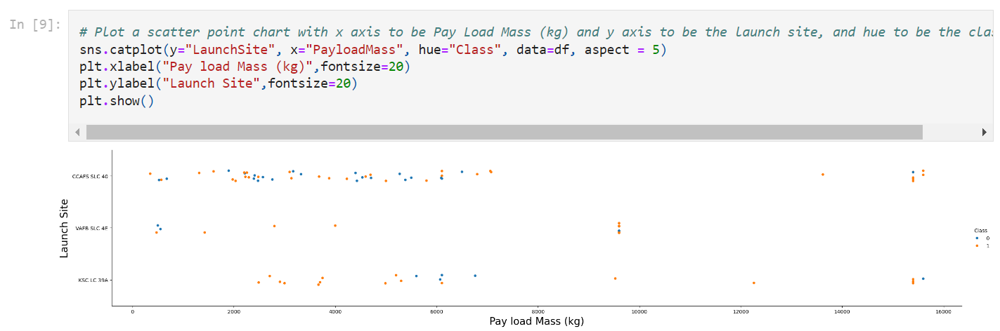 In [9]:
# Plot a scatter point chart with x axis to be Pay Load Mass (kg) and y axis to be the launch site, and hue to be the clas
sns.catplot(y="LaunchSite", x="PayloadMass", hue="Class", data=df, aspect = 5)
plt.xlabel("Pay load Mass (kg)",fontsize=20)
plt.ylabel("Launch Site",fontsize=20)
plt.show()
CCAFS SLC 40
VAFB SLC 4E
KSC LC 39A
Launch Site
Class
0
1
0 2000 4000 6000 8000 10000 12000 14000 16000
Pay load Mass (kg)